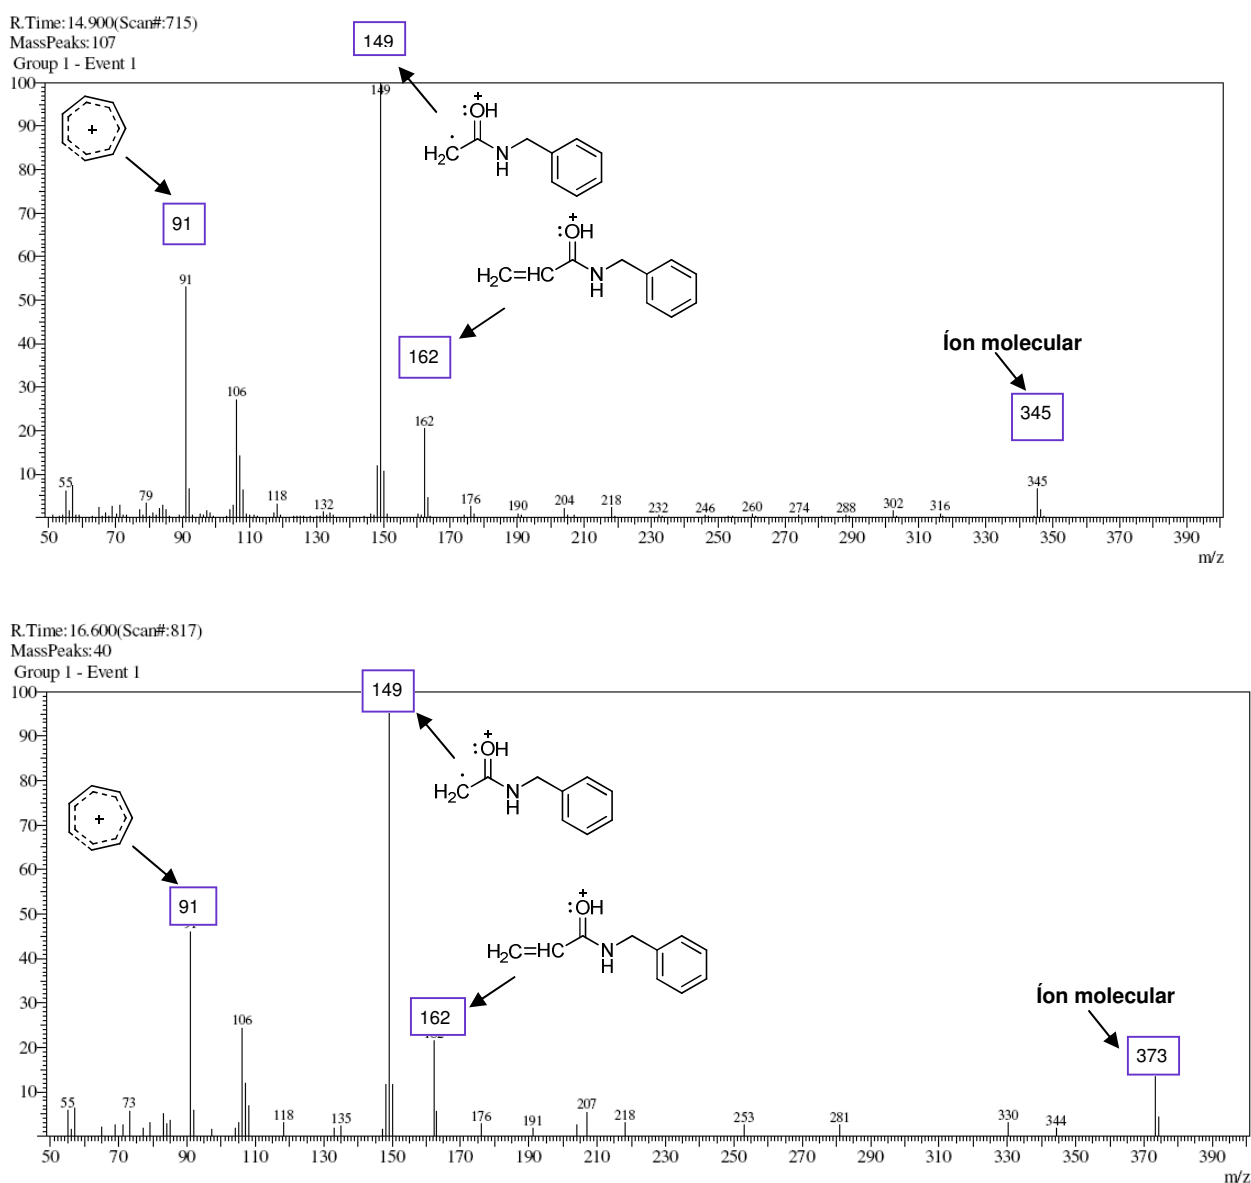 R.Time:14.900(Scan#:715)
MassPeaks:107
Group 1 - Event 1
149
100
90
80
70
60
50
40
30
20
10
149
+
:OH
H2C
·
N
H
+
91
+
:OH
H2C=HC
N
H
162
Íon molecular
345
91
106
162
55
79
118
132
176
190
204
218
232
246
260
274
288
302
316
345
50 70 90 110 130 150 170 190 210 230 250 270 290 310 330 350 370 390
m/z
R.Time:16.600(Scan#:817)
MassPeaks:40
Group 1 - Event 1
149
100
90
80
70
60
50
40
30
20
10
+
:OH
H2C
·
N
H
+
91
+
:OH
H2C=HC
N
H
162
Íon molecular
373
106
55
73
118
135
176
191
207
218
253
281
330
344
50 70 90 110 130 150 170 190 210 230 250 270 290 310 330 350 370 390
m/z